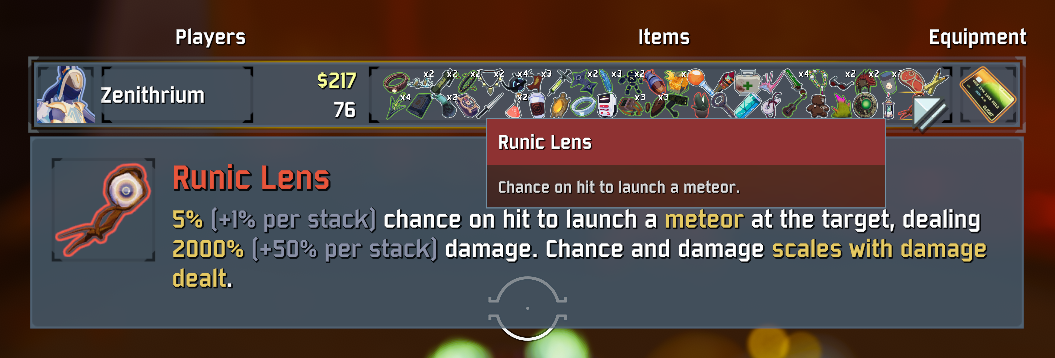 Players Items Equipment
Zenithrium $217
76
Runic Lens
Chance on hit to launch a meteor.
Runic Lens
5% (+1% per stack) chance on hit to launch a meteor at the target, dealing
2000% (+50% per stack) damage. Chance and damage scales with damage
dealt.